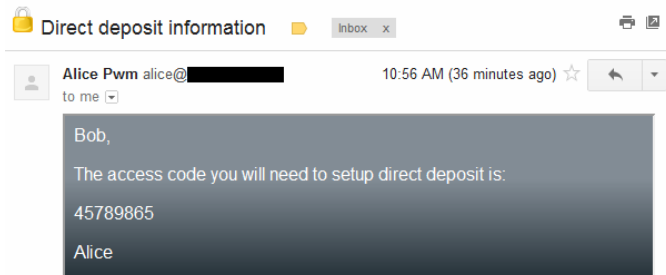 Direct deposit information Inbox x
Alice Pwm alice@ 10:56 AM (36 minutes ago)
to me
Bob,
The access code you will need to setup direct deposit is:
45789865
Alice